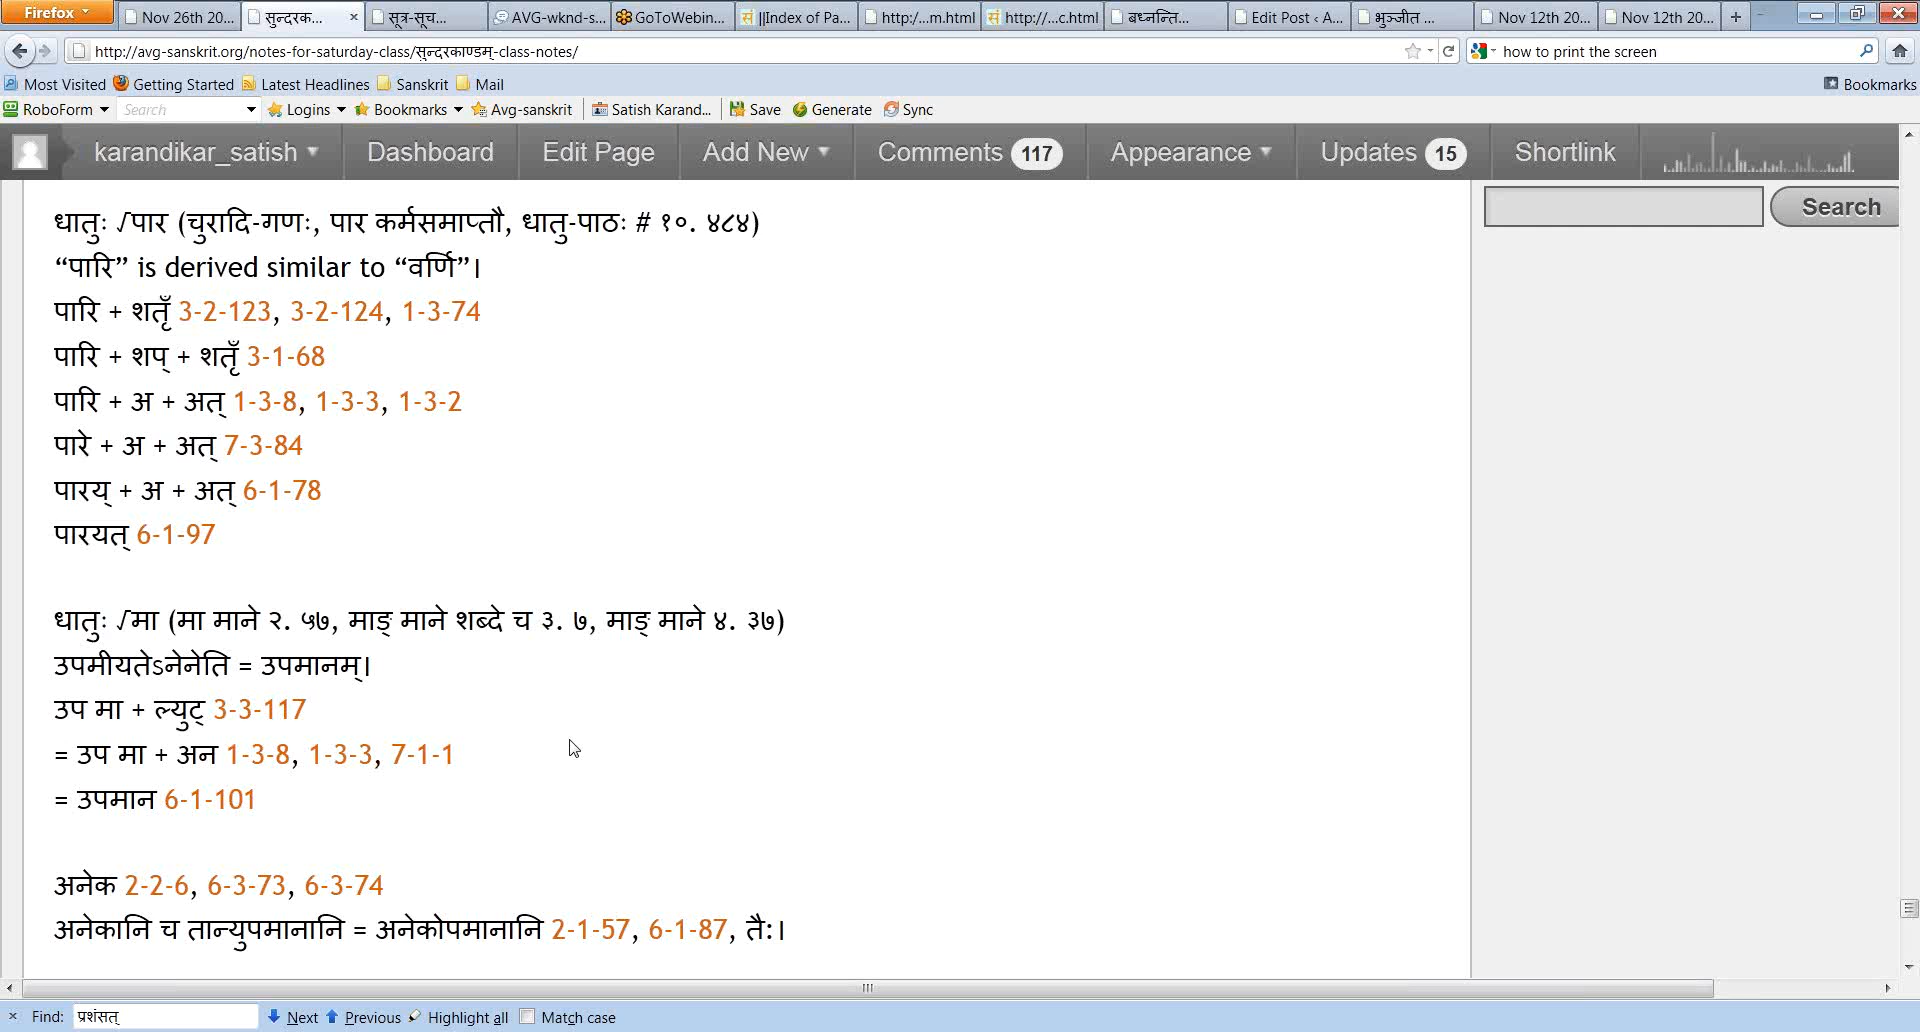 Firefox
Nov 26th 20...
सुन्दरक...
सूत्र-सूच...
AVG-wknd-s...
GoToWebin...
||Index of Pa...
http:/...m.html
http://...c.html
बध्नन्ति...
Edit Post ‹ A...
भुञ्जीत ...
Nov 12th 20...
Nov 12th 20...
http://avg-sanskrit.org/notes-for-saturday-class/सुन्दरकाण्डम्-class-notes/
how to print the screen
Most Visited Getting Started Latest Headlines Sanskrit Mail Bookmarks
RoboForm Search Logins Bookmarks Avg-sanskrit Satish Karand... Save Generate Sync
karandikar_satish Dashboard Edit Page Add New Comments 117 Appearance Updates 15 Shortlink
Search
धातुः √पार (चुरादि-गणः, पार कर्मसमाप्तौ, धातु-पाठः # १०. ४८४)
“पारि” is derived similar to “वर्णि”।
पारि + शतृँ 3-2-123, 3-2-124, 1-3-74
पारि + शप् + शतृँ 3-1-68
पारि + अ + अत् 1-3-8, 1-3-3, 1-3-2
पारे + अ + अत् 7-3-84
पारय् + अ + अत् 6-1-78
पारयत् 6-1-97
धातुः √मा (मा माने २. ५७, माङ् माने शब्दे च ३. ७, माङ् माने ४. ३७)
उपमीयतेऽनेनेति = उपमानम्।
उप मा + ल्युट् 3-3-117
= उप मा + अन 1-3-8, 1-3-3, 7-1-1
= उपमान 6-1-101
अनेक 2-2-6, 6-3-73, 6-3-74
अनेकानि च तान्युपमानानि = अनेकोपमानानि 2-1-57, 6-1-87, तैः।
× Find: प्रशंसत् Next Previous Highlight all Match case